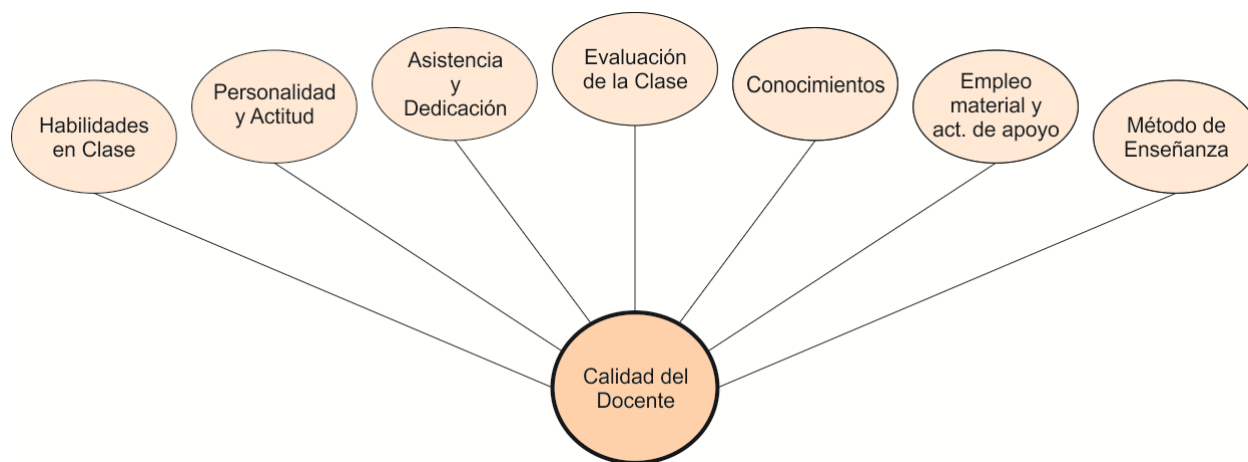 Habilidades
en Clase
Personalidad
y Actitud
Asistencia
y
Dedicación
Evaluación
de la Clase
Conocimientos
Empleo
material y
act. de apoyo
Método de
Enseñanza
Calidad del
Docente